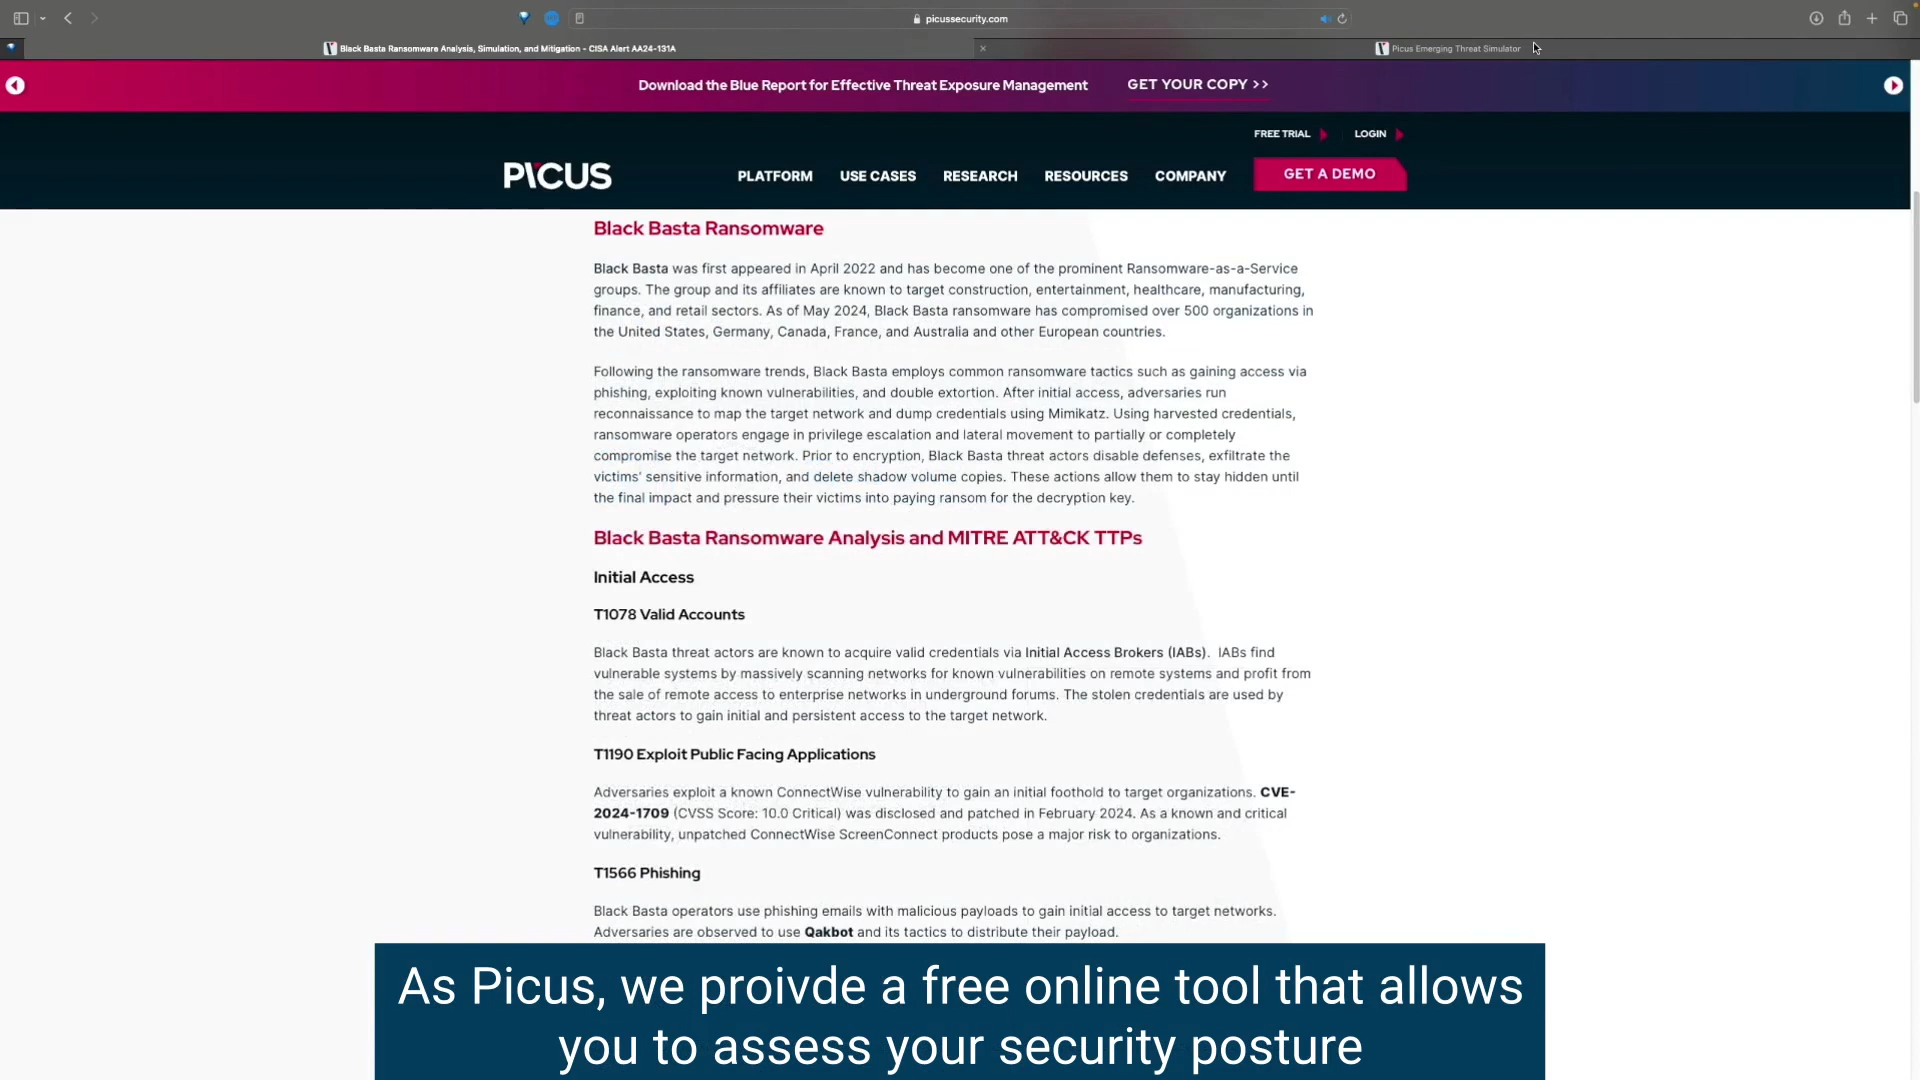 picussecurity.com
Black Basta Ransomware Analysis, Simulation, and Mitigation - CISA Alert AA24-131A
Picus Emerging Threat Simulator
Download the Blue Report for Effective Threat Exposure Management
GET YOUR COPY >>
FREE TRIAL
LOGIN
PICUS
PLATFORM
USE CASES
RESEARCH
RESOURCES
COMPANY
GET A DEMO
Black Basta Ransomware
Black Basta was first appeared in April 2022 and has become one of the prominent Ransomware-as-a-Service
groups. The group and its affiliates are known to target construction, entertainment, healthcare, manufacturing,
finance, and retail sectors. As of May 2024, Black Basta ransomware has compromised over 500 organizations in
the United States, Germany, Canada, France, and Australia and other European countries.
Following the ransomware trends, Black Basta employs common ransomware tactics such as gaining access via
phishing, exploiting known vulnerabilities, and double extortion. After initial access, adversaries run
reconnaissance to map the target network and dump credentials using Mimikatz. Using harvested credentials,
ransomware operators engage in privilege escalation and lateral movement to partially or completely
compromise the target network. Prior to encryption, Black Basta threat actors disable defenses, exfiltrate the
victims' sensitive information, and delete shadow volume copies. These actions allow them to stay hidden until
the final impact and pressure their victims into paying ransom for the decryption key.
Black Basta Ransomware Analysis and MITRE ATT&CK TTPs
Initial Access
T1078 Valid Accounts
Black Basta threat actors are known to acquire valid credentials via Initial Access Brokers (IABs). IABs find
vulnerable systems by massively scanning networks for known vulnerabilities on remote systems and profit from
the sale of remote access to enterprise networks in underground forums. The stolen credentials are used by
threat actors to gain initial and persistent access to the target network.
T1190 Exploit Public Facing Applications
Adversaries exploit a known ConnectWise vulnerability to gain an initial foothold to target organizations. CVE-
2024-1709 (CVSS Score: 10.0 Critical) was disclosed and patched in February 2024. As a known and critical
vulnerability, unpatched ConnectWise ScreenConnect products pose a major risk to organizations.
T1566 Phishing
Black Basta operators use phishing emails with malicious payloads to gain initial access to target networks.
Adversaries are observed to use Qakbot and its tactics to distribute their payload.
As Picus, we proivde a free online tool that allows
you to assess your security posture